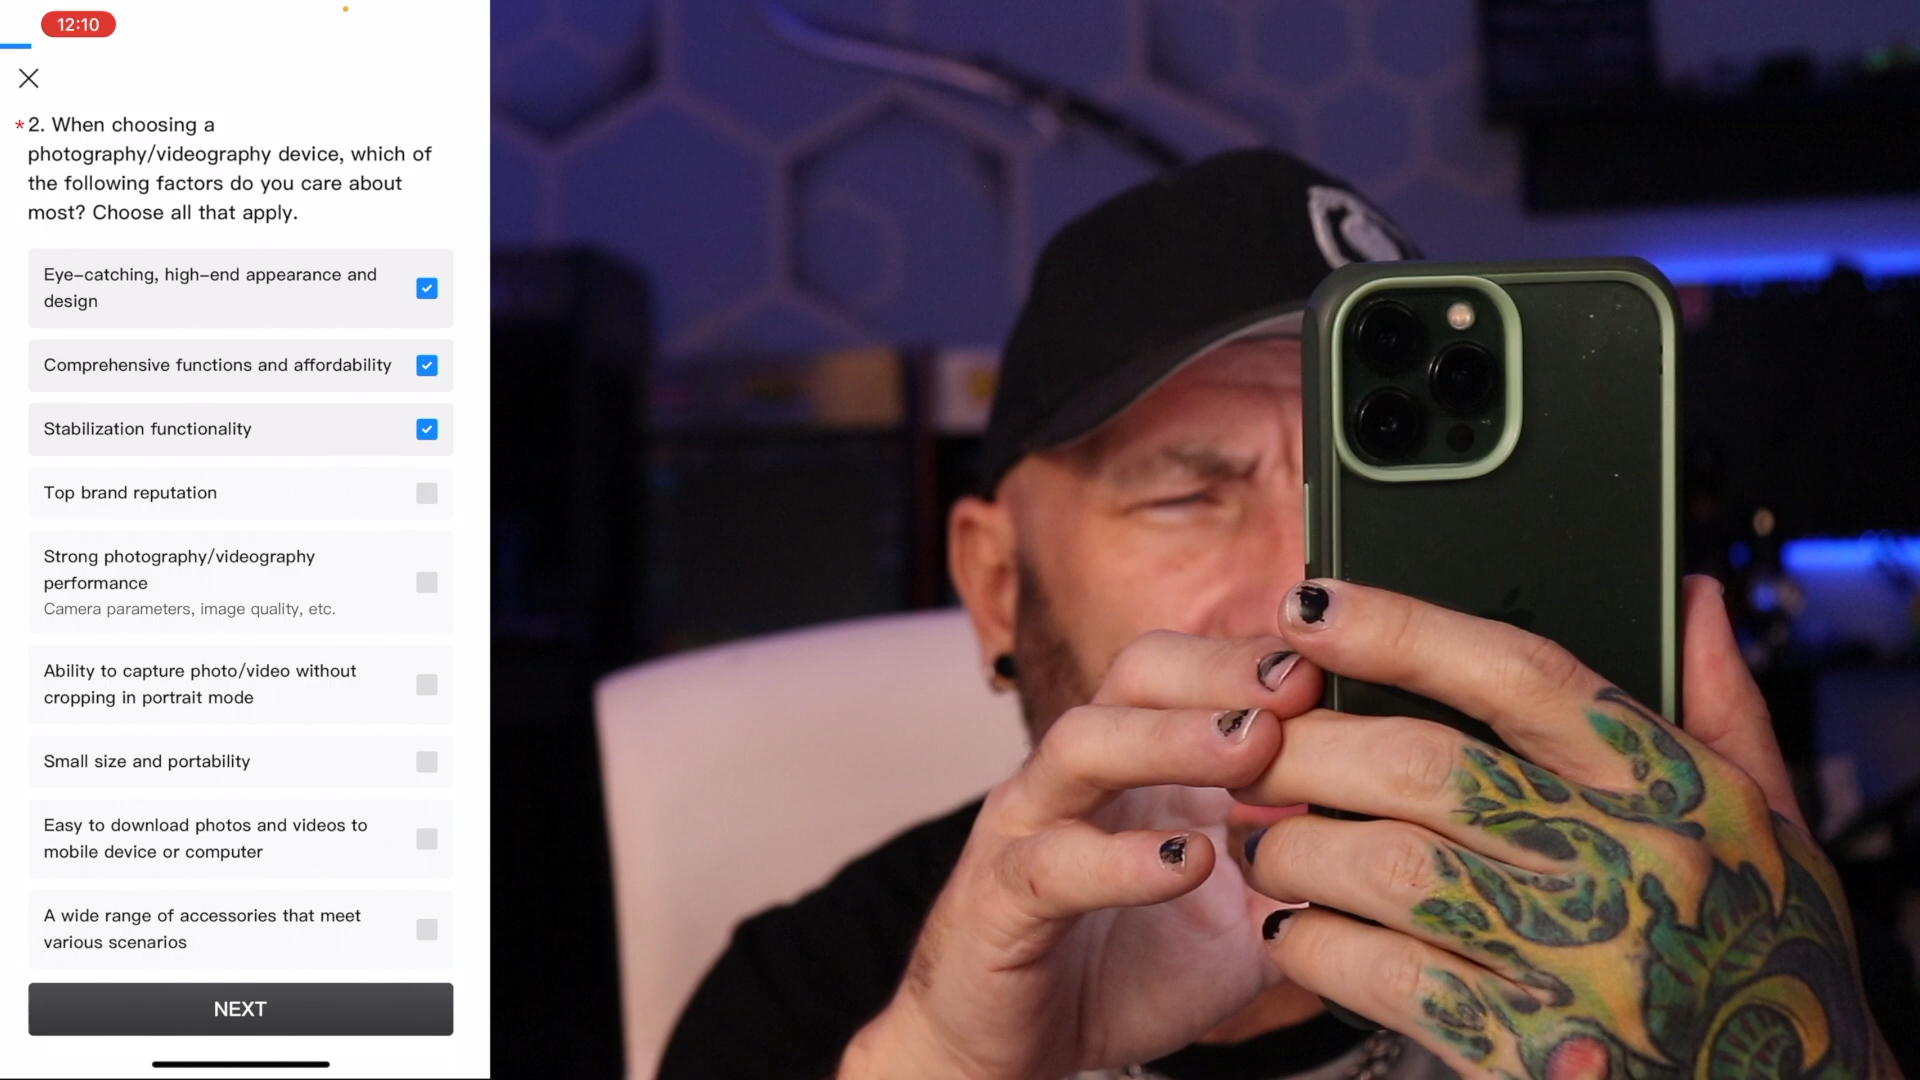 12:10
* 2. When choosing a
photography/videography device, which of
the following factors do you care about
most? Choose all that apply.
Eye-catching, high-end appearance and
design
Comprehensive functions and affordability
Stabilization functionality
Top brand reputation
Strong photography/videography
performance
Camera parameters, image quality, etc.
Ability to capture photo/video without
cropping in portrait mode
Small size and portability
Easy to download photos and videos to
mobile device or computer
A wide range of accessories that meet
various scenarios
NEXT